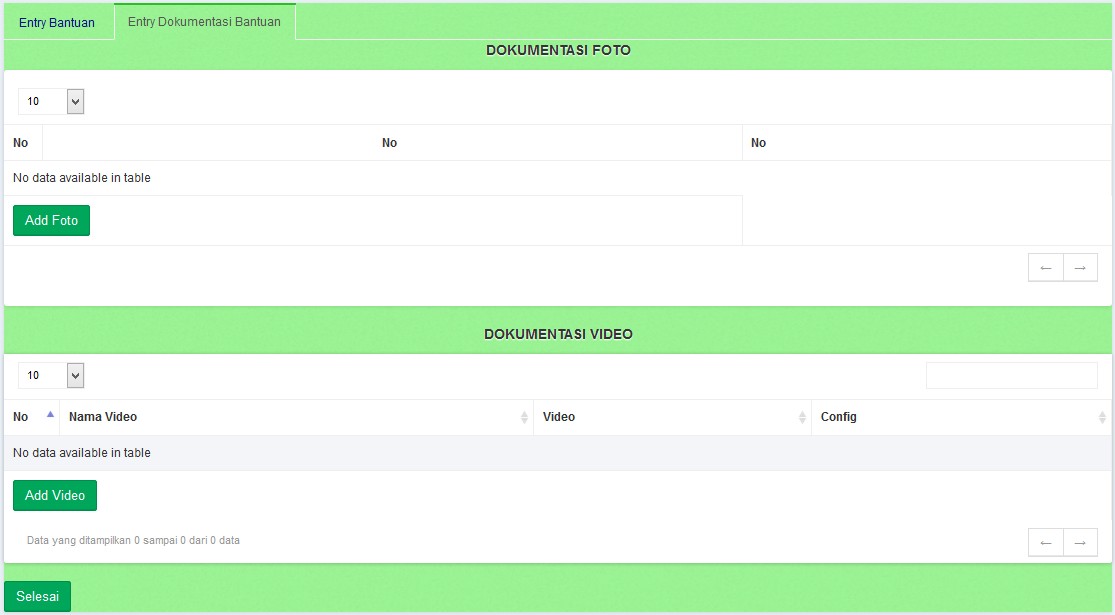 Entry Bantuan Entry Dokumentasi Bantuan
DOKUMENTASI FOTO
10
No No No
No data available in table
Add Foto
← →
DOKUMENTASI VIDEO
10
No Nama Video Video Config
No data available in table
Add Video
Data yang ditampilkan 0 sampai 0 dari 0 data
← →
Selesai